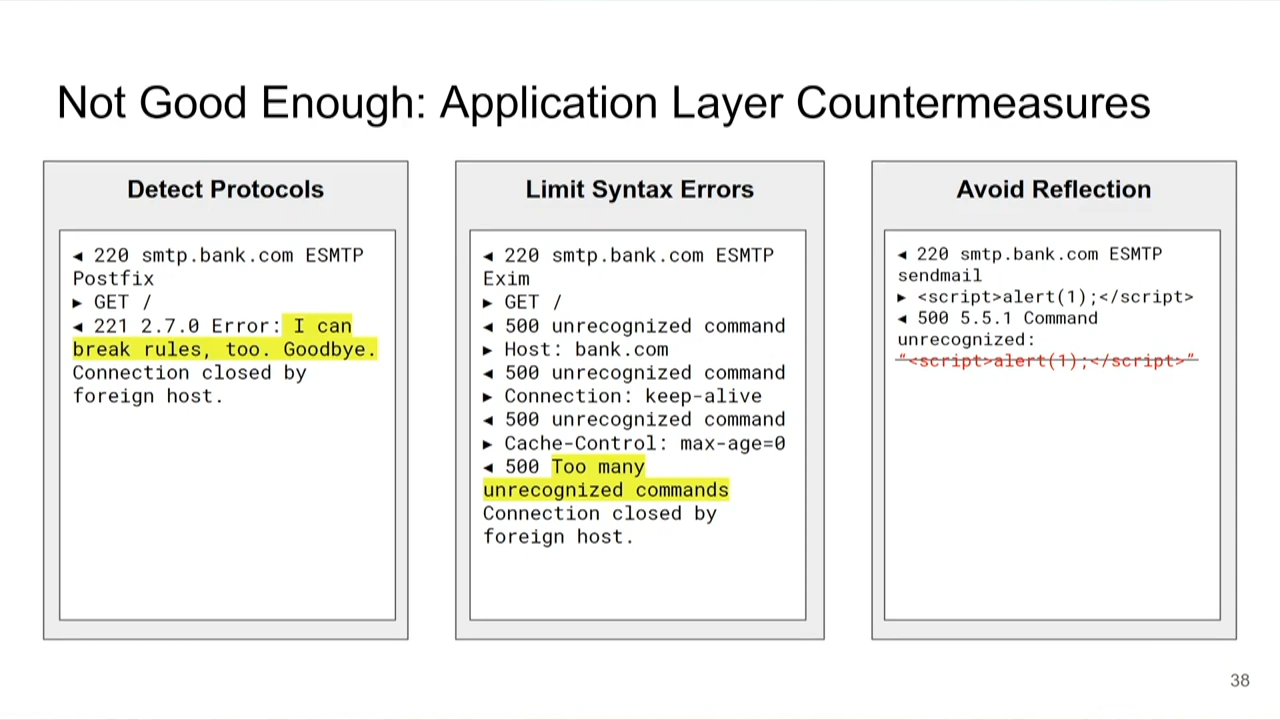 Not Good Enough: Application Layer Countermeasures
Detect Protocols
◂ 220 smtp.bank.com ESMTP
Postfix
▸ GET /
◂ 221 2.7.0 Error: I can
break rules, too. Goodbye.
Connection closed by
foreign host.
Limit Syntax Errors
◂ 220 smtp.bank.com ESMTP
Exim
▸ GET /
◂ 500 unrecognized command
▸ Host: bank.com
◂ 500 unrecognized command
▸ Connection: keep-alive
◂ 500 unrecognized command
▸ Cache-Control: max-age=0
◂ 500 Too many
unrecognized commands
Connection closed by
foreign host.
Avoid Reflection
◂ 220 smtp.bank.com ESMTP
sendmail
▸ <script>alert(1);</script>
◂ 500 5.5.1 Command
unrecognized:
“<script>alert(1);</script>”
38